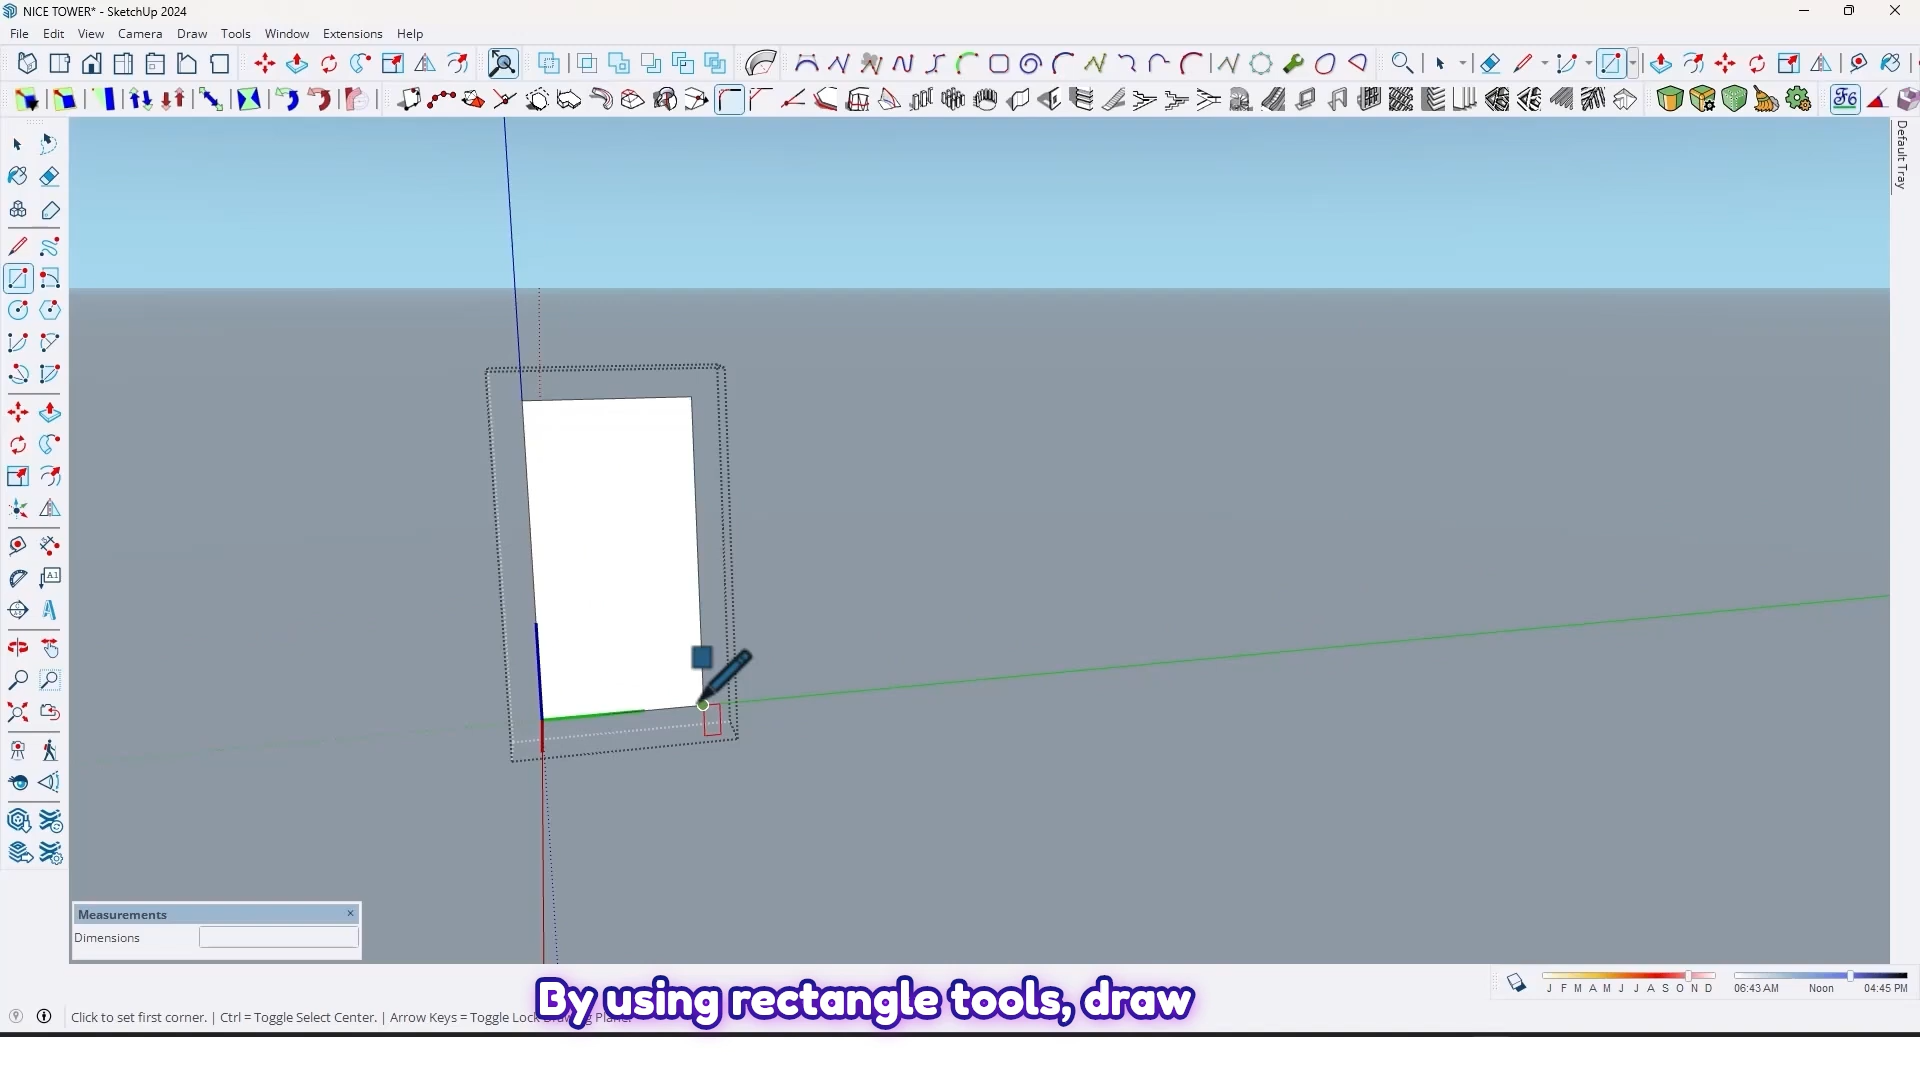 NICE TOWER* - SketchUp 2024
File Edit View Camera Draw Tools Window Extensions Help
Default Tray
Measurements
Dimensions
J F M A M J J A S O N D
06:43 AM Noon 04:45 PM
By using rectangle tools, draw
Click to set first corner. | Ctrl = Toggle Select Center. | Arrow Keys = Toggle Lock Drawing Plane.